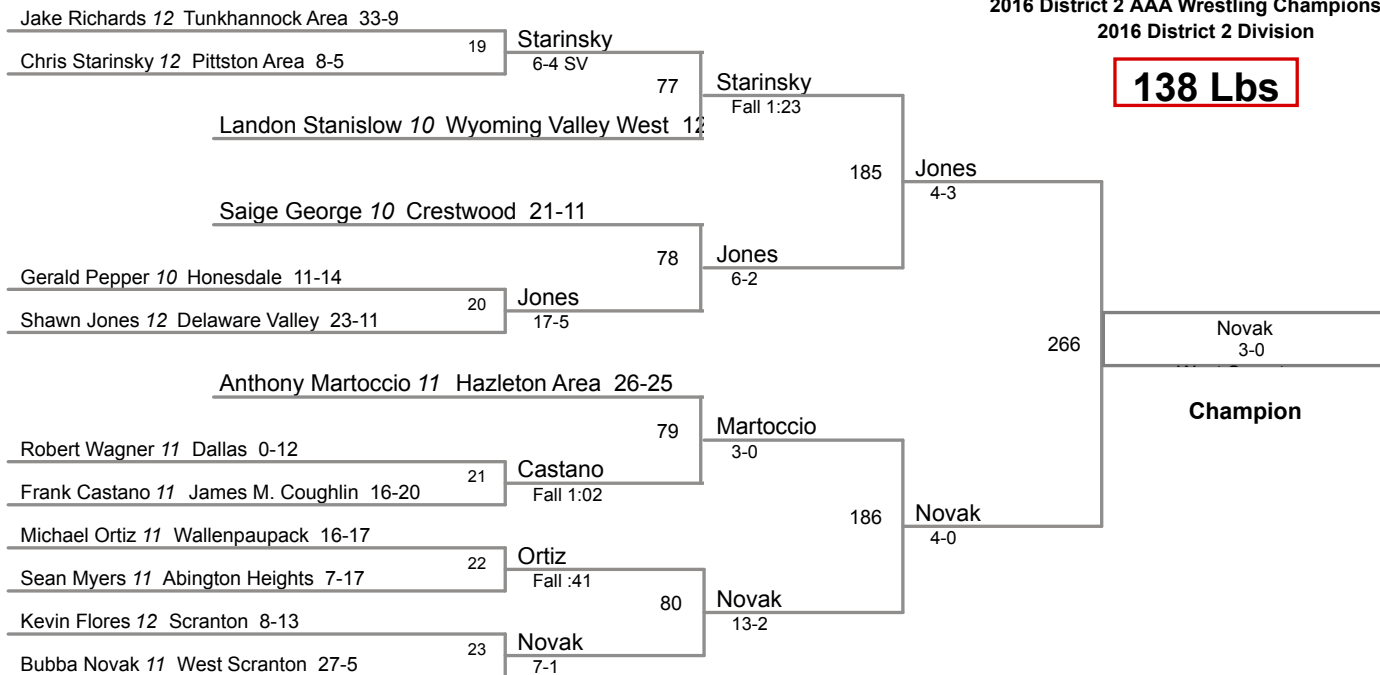 2016 District 2 AAA Wrestling Champions
2016 District 2 Division
138 Lbs
Jake Richards 12 Tunkhannock Area 33-9
19
Starinsky
6-4 SV
Chris Starinsky 12 Pittston Area 8-5
77
Starinsky
Fall 1:23
Landon Stanislow 10 Wyoming Valley West 12
185
Jones
4-3
Saige George 10 Crestwood 21-11
78
Jones
6-2
Gerald Pepper 10 Honesdale 11-14
20
Jones
17-5
Shawn Jones 12 Delaware Valley 23-11
266
Novak
3-0
Champion
Anthony Martoccio 11 Hazleton Area 26-25
79
Martoccio
3-0
Robert Wagner 11 Dallas 0-12
21
Castano
Fall 1:02
Frank Castano 11 James M. Coughlin 16-20
186
Novak
4-0
Michael Ortiz 11 Wallenpaupack 16-17
22
Ortiz
Fall :41
Sean Myers 11 Abington Heights 7-17
80
Novak
13-2
Kevin Flores 12 Scranton 8-13
23
Novak
7-1
Bubba Novak 11 West Scranton 27-5